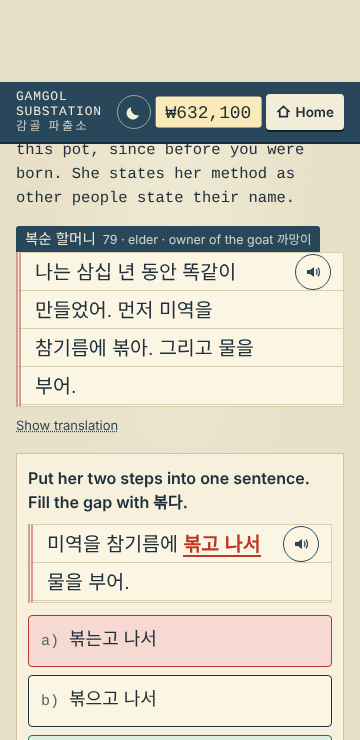 GAMGOL
SUBSTATION
감골 파출소
₩632,100
Home
this pot, since before you were
born. She states her method as
other people state their name.
복순 할머니 79 · elder · owner of the goat 까망이
나는 삼십 년 동안 똑같이
만들었어. 먼저 미역을
참기름에 볶아. 그리고 물을
부어.
Show translation
Put her two steps into one sentence.
Fill the gap with 볶다.
미역을 참기름에 볶고 나서
물을 부어.
a) 볶는고 나서
b) 볶으고 나서